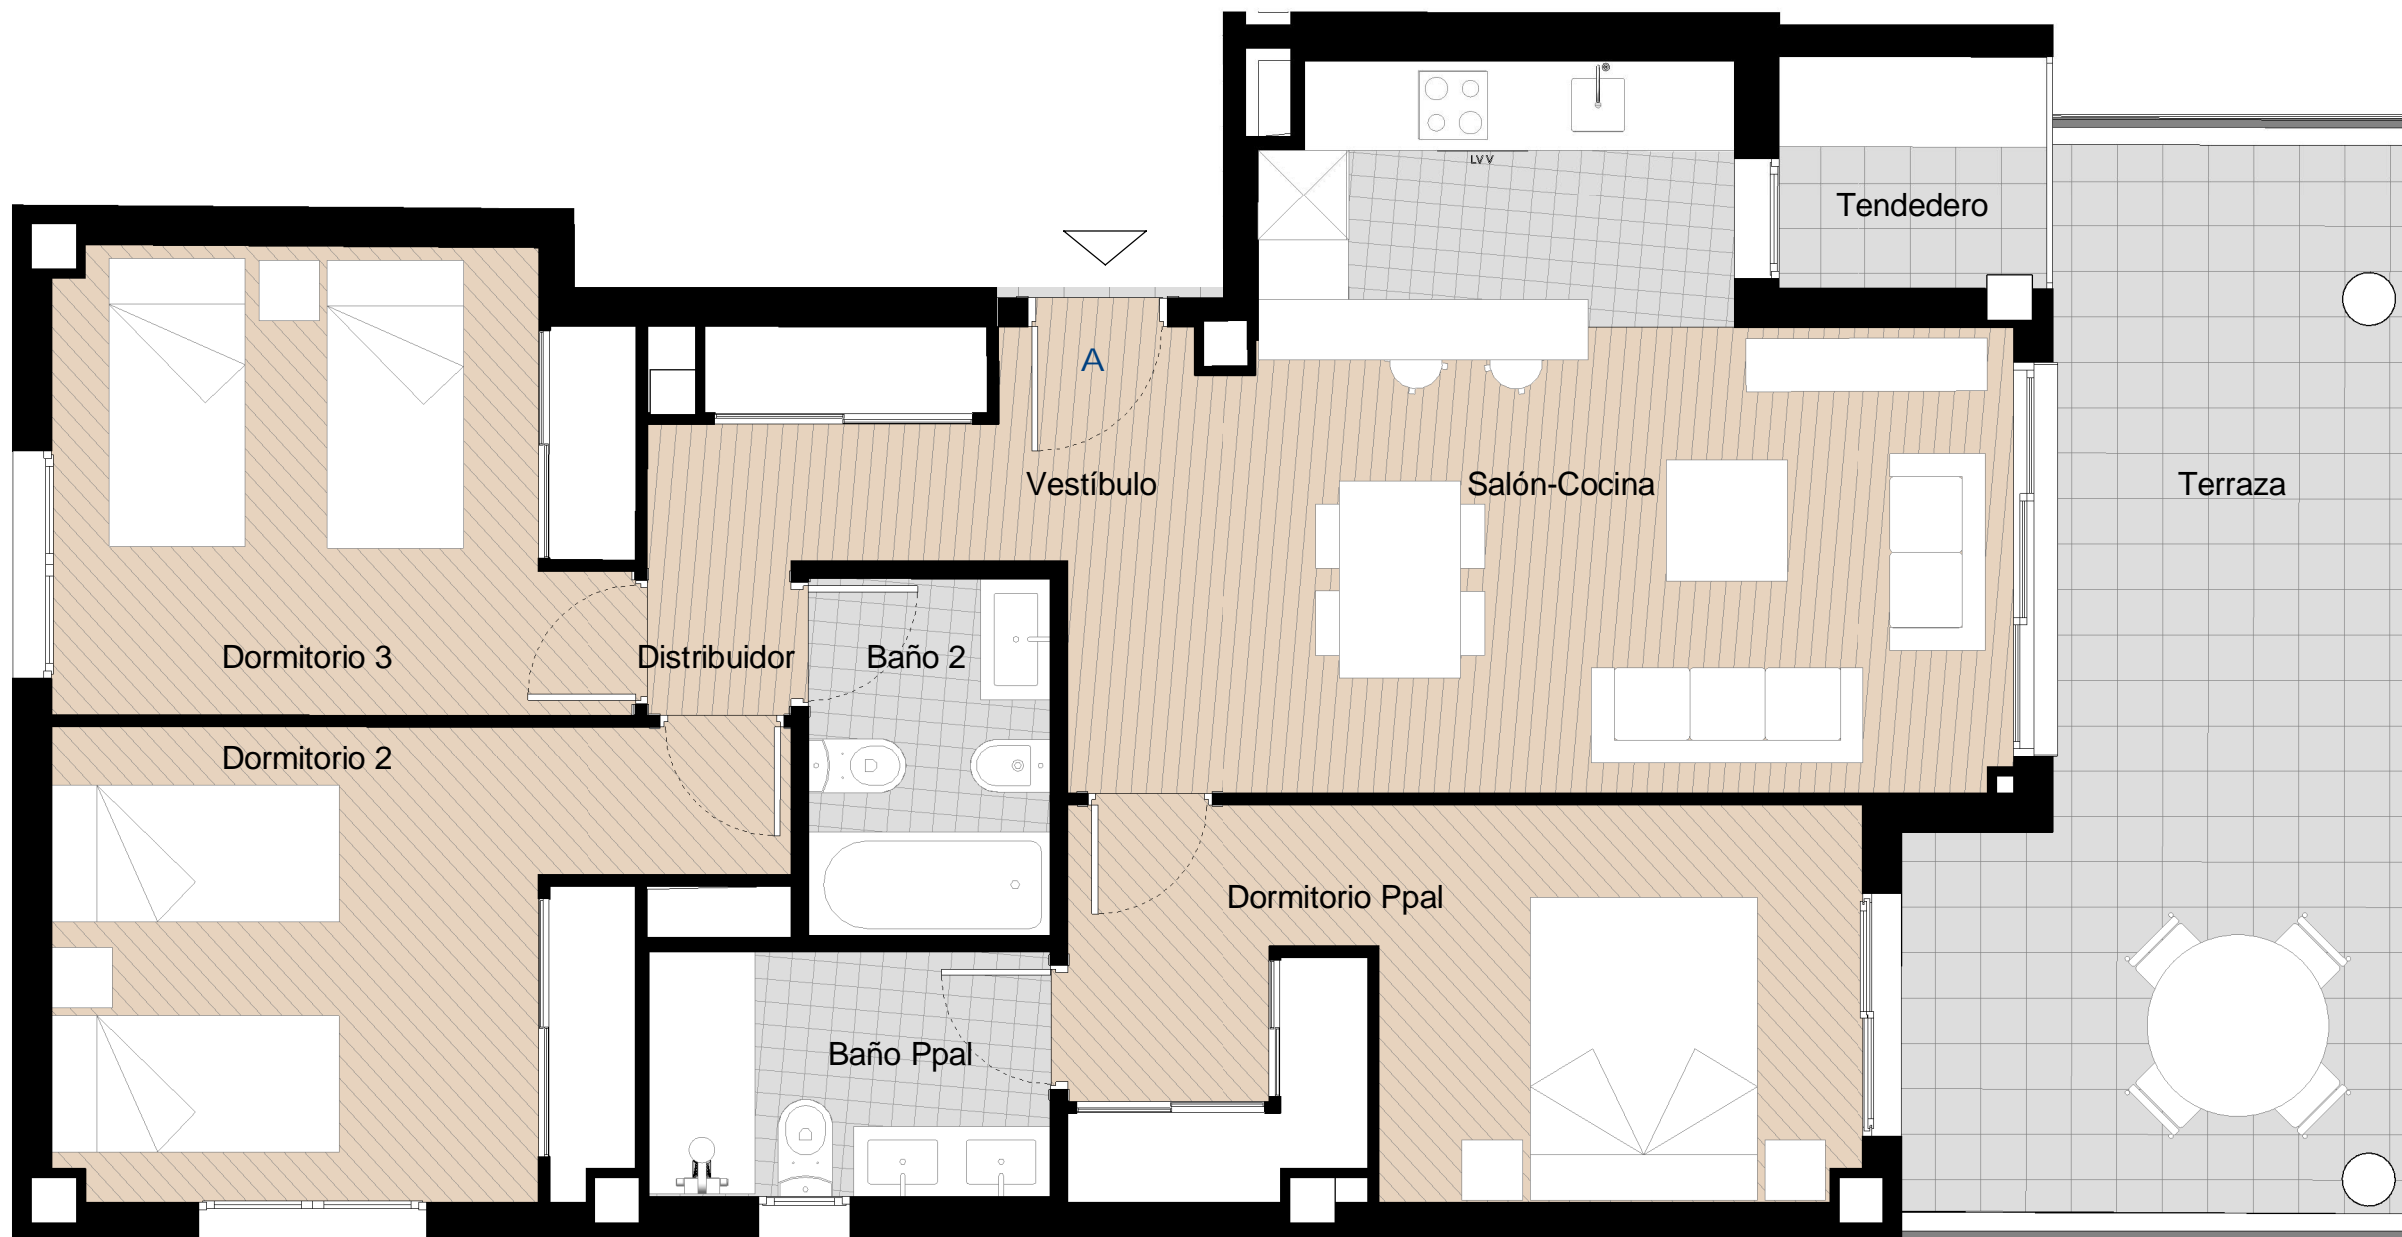 LVV
Tendedero
A
Vestíbulo
Salón-Cocina
Terraza
Dormitorio 3
Distribuidor
Baño 2
Dormitorio 2
Dormitorio Ppal
Baño Ppal